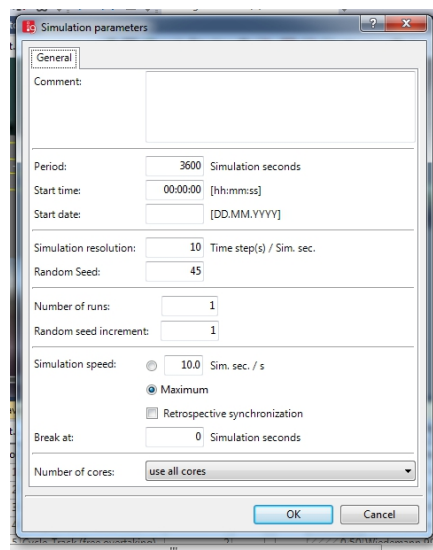 Simulation parameters
General
Comment:
Period: 3600 Simulation seconds
Start time: 00:00:00 [hh:mm:ss]
Start date: [DD.MM.YYYY]
Simulation resolution: 10 Time step(s) / Sim. sec.
Random Seed: 45
Number of runs: 1
Random seed increment: 1
Simulation speed: 10.0 Sim. sec. / s
Maximum
Retrospective synchronization
Break at: 0 Simulation seconds
Number of cores: use all cores
OK Cancel